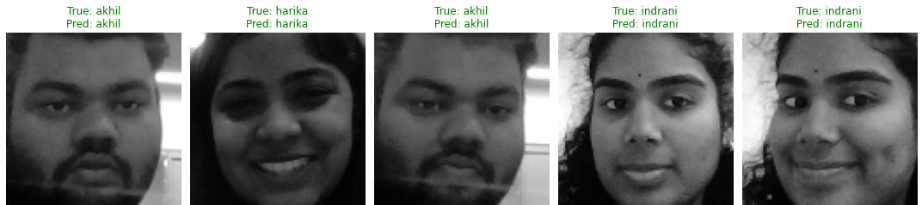 True: akhil
Pred: akhil
True: harika
Pred: harika
True: akhil
Pred: akhil
True: indrani
Pred: indrani
True: indrani
Pred: indrani